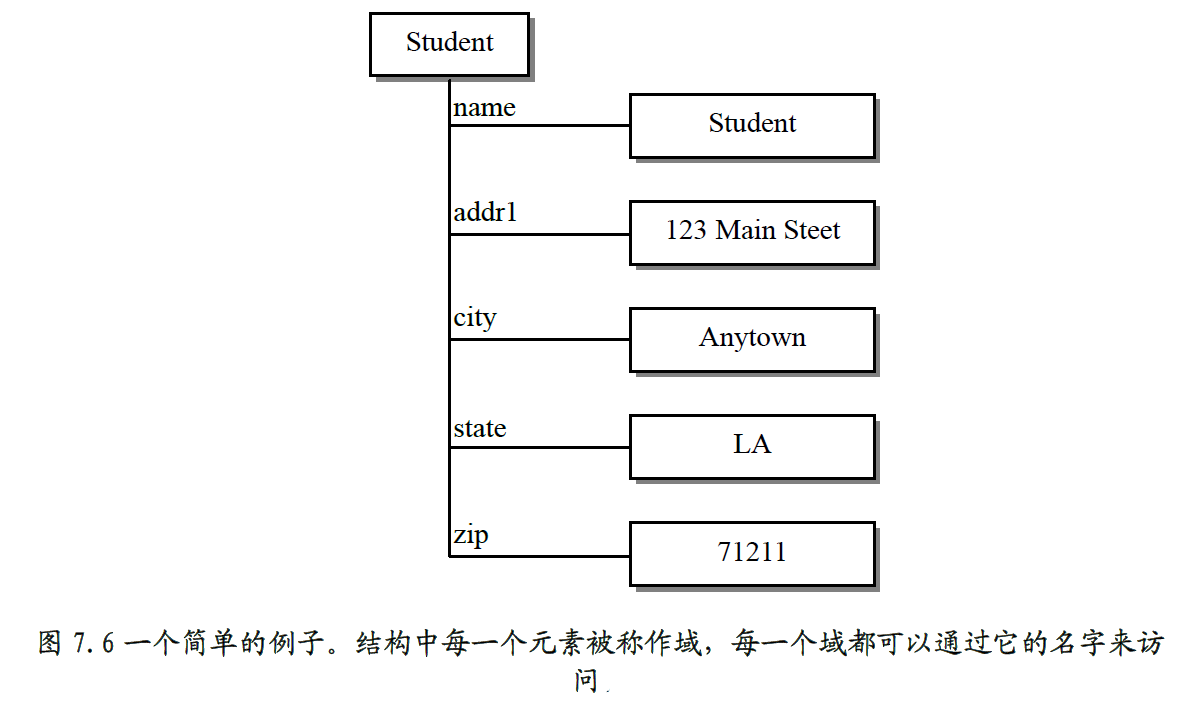 Student
name
Student
addr1
123 Main Steet
city
Anytown
state
LA
zip
71211
图 7.6 一个简单的例子。结构中每一个元素被称作域，每一个域都可以通过它的名字来访
问